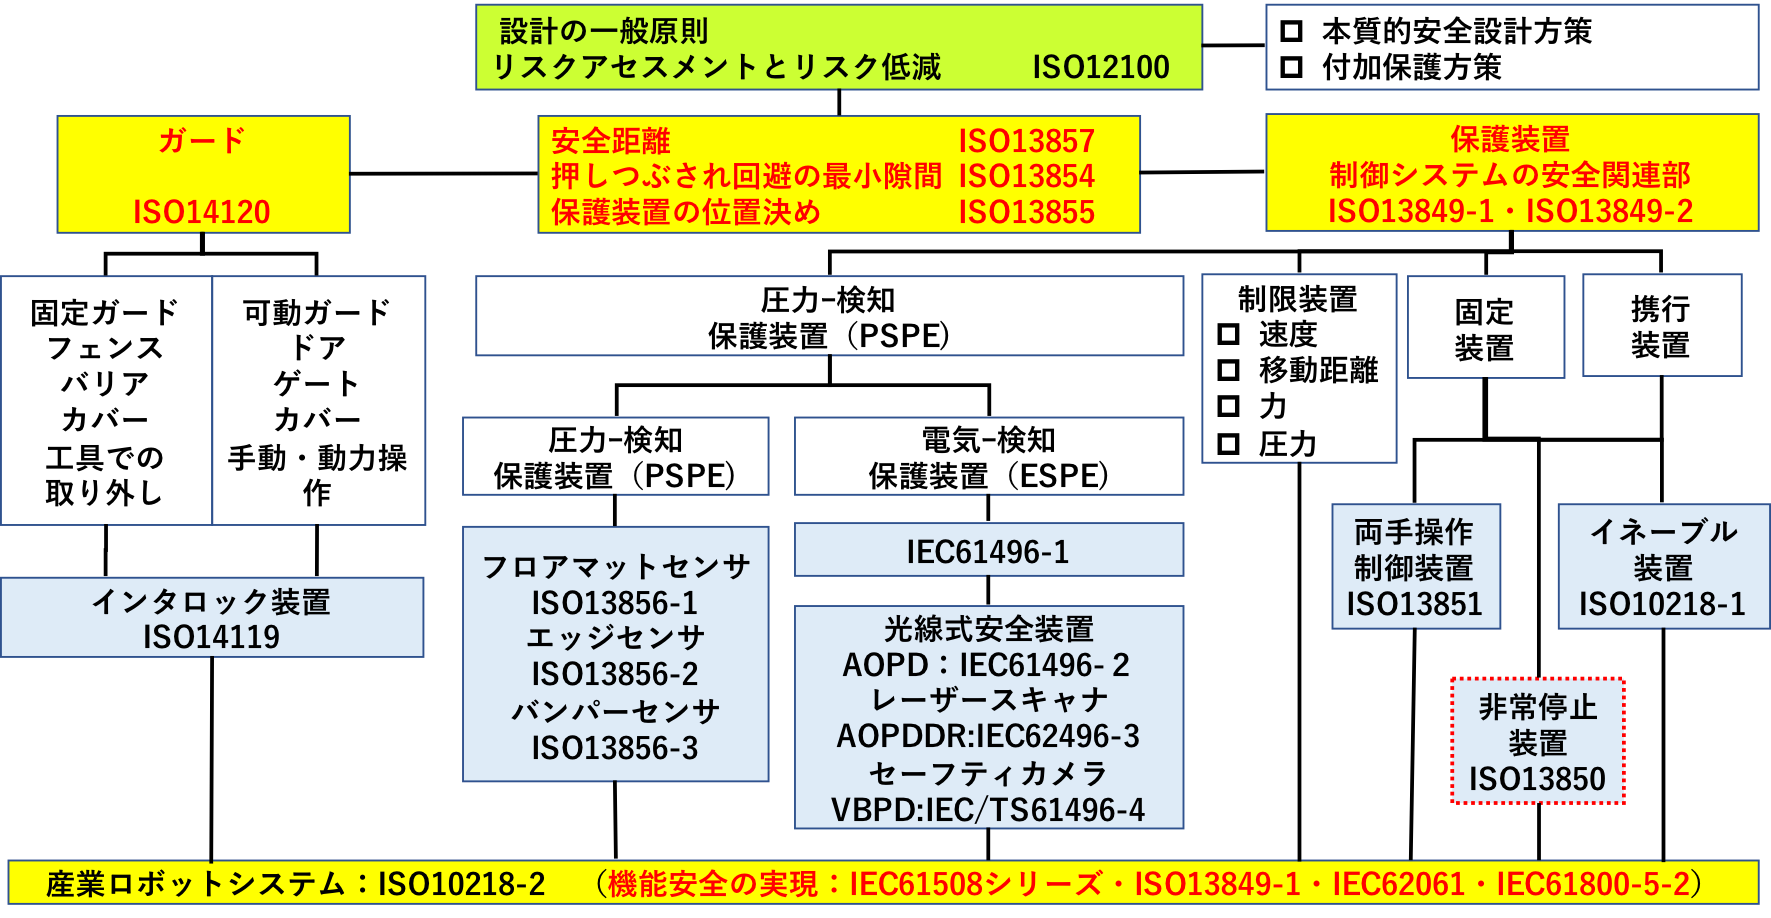 設計の一般原則
リスクアセスメントとリスク低減 ISO12100
本質的安全設計方策
付加保護方策
ガード
ISO14120
安全距離 ISO13857
押しつぶされ回避の最小隙間 ISO13854
保護装置の位置決め ISO13855
保護装置
制御システムの安全関連部
ISO13849-1・ISO13849-2
固定ガード
フェンス
バリア
カバー
工具での
取り外し
可動ガード
ドア
ゲート
カバー
手動・動力操
作
圧力-検知
保護装置（PSPE)
制限装置
速度
移動距離
力
圧力
固定
装置
携行
装置
圧力-検知
保護装置（PSPE)
電気-検知
保護装置（ESPE)
インタロック装置
ISO14119
フロアマットセンサ
ISO13856-1
エッジセンサ
ISO13856-2
バンパーセンサ
ISO13856-3
IEC61496-1
光線式安全装置
AOPD：IEC61496-２
レーザースキャナ
AOPDDR:IEC62496-3
セーフティカメラ
VBPD:IEC/TS61496-4
両手操作
制御装置
ISO13851
イネーブル
装置
ISO10218-1
非常停止
装置
ISO13850
産業ロボットシステム：ISO10218-2 （機能安全の実現：IEC61508シリーズ・ISO13849-1・IEC62061・IEC61800-5-2）